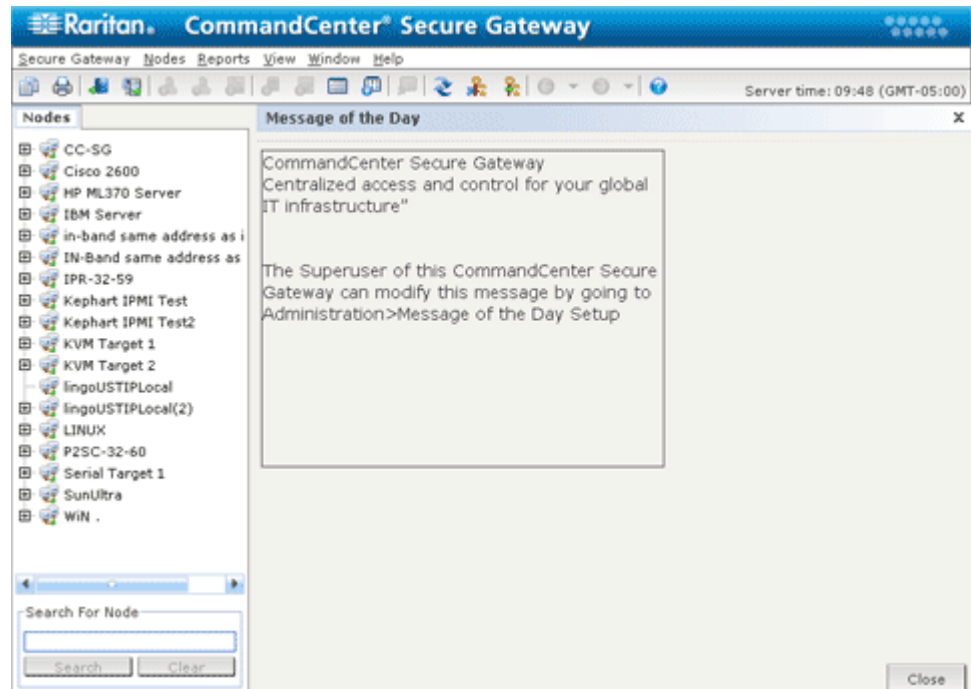 Raritan. CommandCenter® Secure Gateway
Secure Gateway Nodes Reports View Window Help
Server time: 09:48 (GMT-05:00)
Nodes
Message of the Day
x
CC-SG
Cisco 2600
HP ML370 Server
IBM Server
in-band same address as i
IN-Band same address as
IPR-32-59
Kephart IPMI Test
Kephart IPMI Test2
KVM Target 1
KVM Target 2
lingoUSTIPLocal
lingoUSTIPLocal(2)
LINUX
P2SC-32-60
Serial Target 1
SunUltra
WiN .
CommandCenter Secure Gateway
Centralized access and control for your global
IT infrastructure"
The Superuser of this CommandCenter Secure
Gateway can modify this message by going to
Administration>Message of the Day Setup
Search For Node
Search Clear
Close